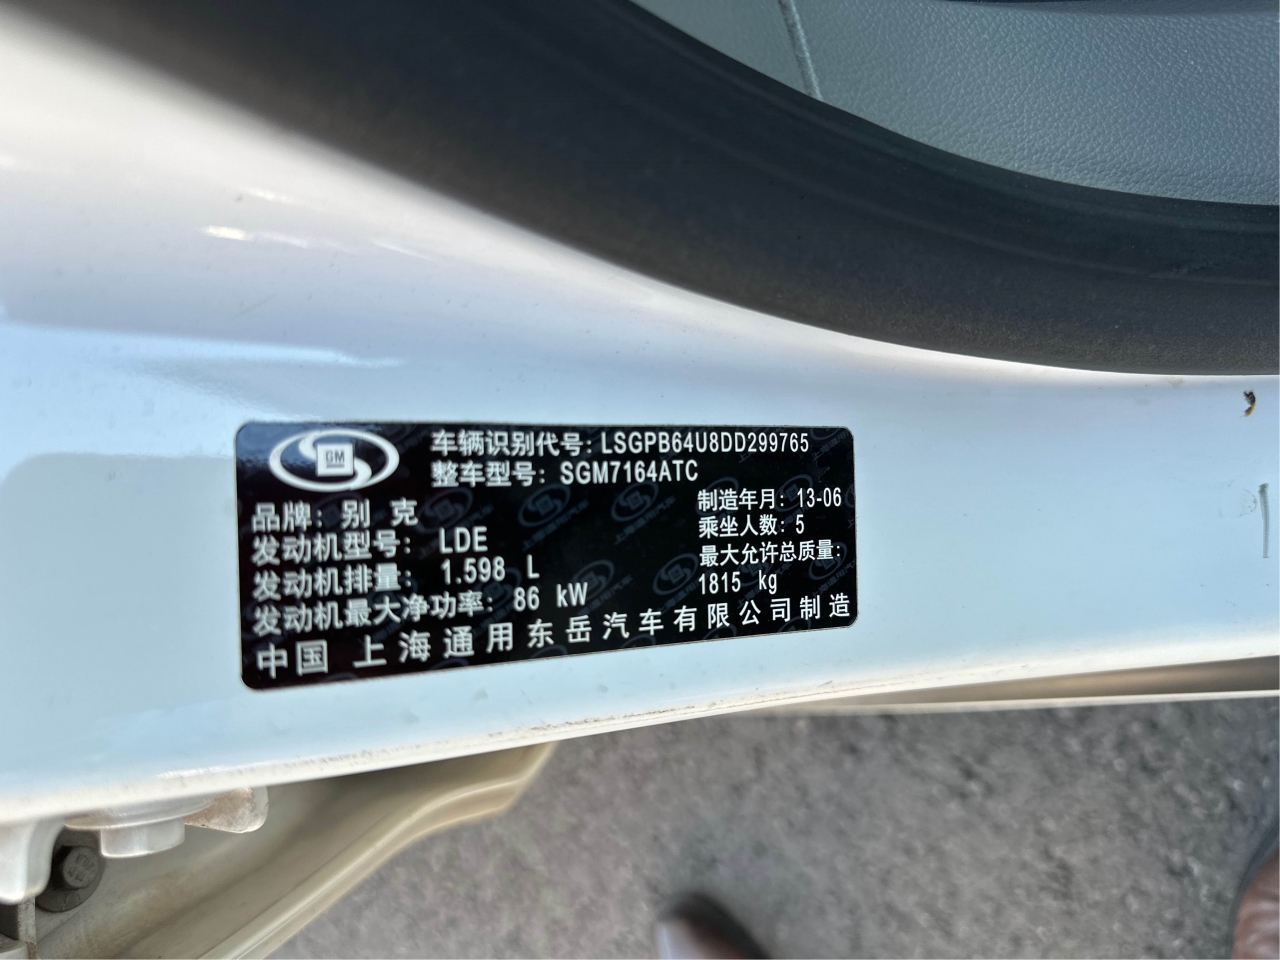 GM
车辆识别代号: LSGPB64U8DD299765
整车型号: SGM7164ATC
品牌: 别 克
制造年月: 13-06
发动机型号: LDE
乘坐人数: 5
发动机排量: 1.598 L
最大允许总质量:
1815 kg
发动机最大净功率: 86 kW
中国 上海通用东岳汽车有限公司制造